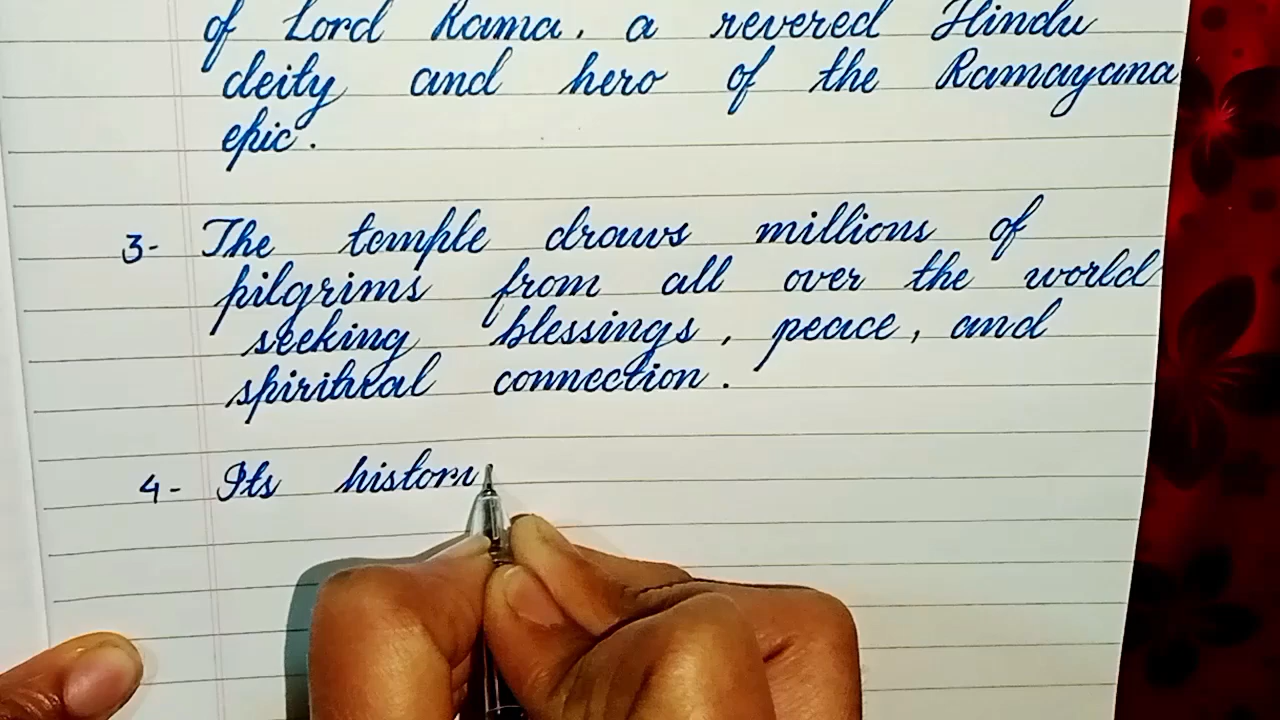 of Lord Rama, a revered Hindu
deity and hero of the Ramayana
epic.
3- The temple draws millions of
pilgrims from all over the world
seeking blessings, peace, and
spiritual connection.
4- Its histor